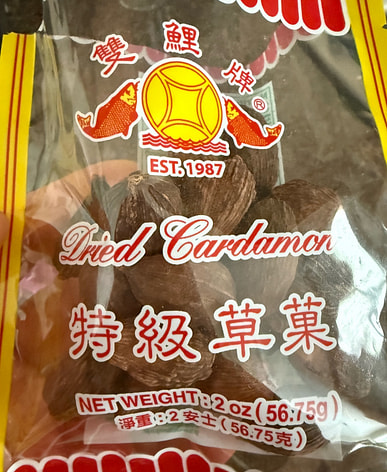 雙鯉牌®
EST. 1987
Dried Cardamon
特級草菓
NET WEIGHT: 2 oz (56.75g)
淨重: 2 安士 (56.75克)